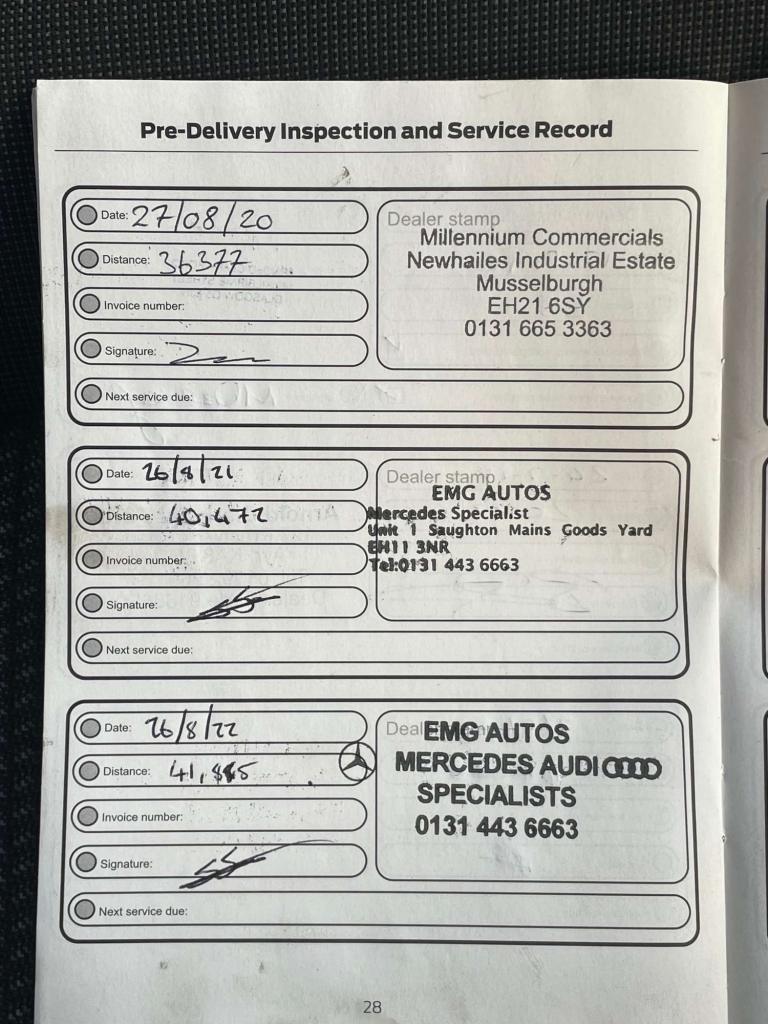 Pre-Delivery Inspection and Service Record
Date: 27/08/20
Distance: 36377
Invoice number:
Signature:
Next service due:
Dealer stamp
Millennium Commercials
Newhailes Industrial Estate
Musselburgh
EH21 6SY
0131 665 3363
Date: 26/8/21
Distance: 40,472
Invoice number:
Signature:
Next service due:
Dealer stamp
EMG AUTOS
Mercedes Specialist
Unit 1 Saughton Mains Goods Yard
EH11 3NR
Tel:0131 443 6663
Date: 26/8/22
Distance:
Invoice number:
Signature:
Next service due:
EMG AUTOS
MERCEDES AUDI
SPECIALISTS
0131 443 6663
28